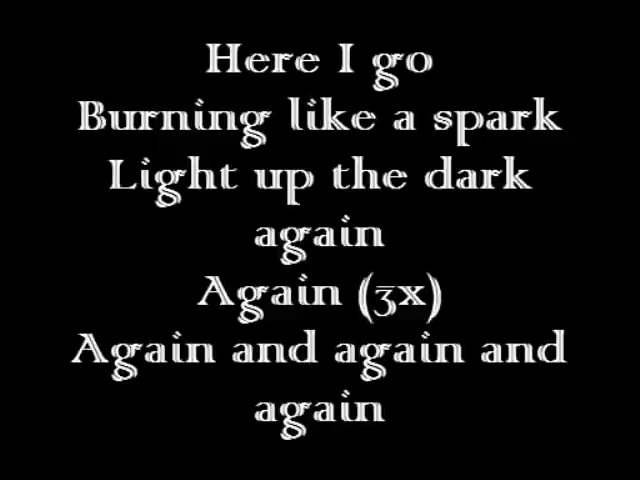 Here I go
Burning like a spark
Light up the dark
again
Again (3x)
Again and again and
again